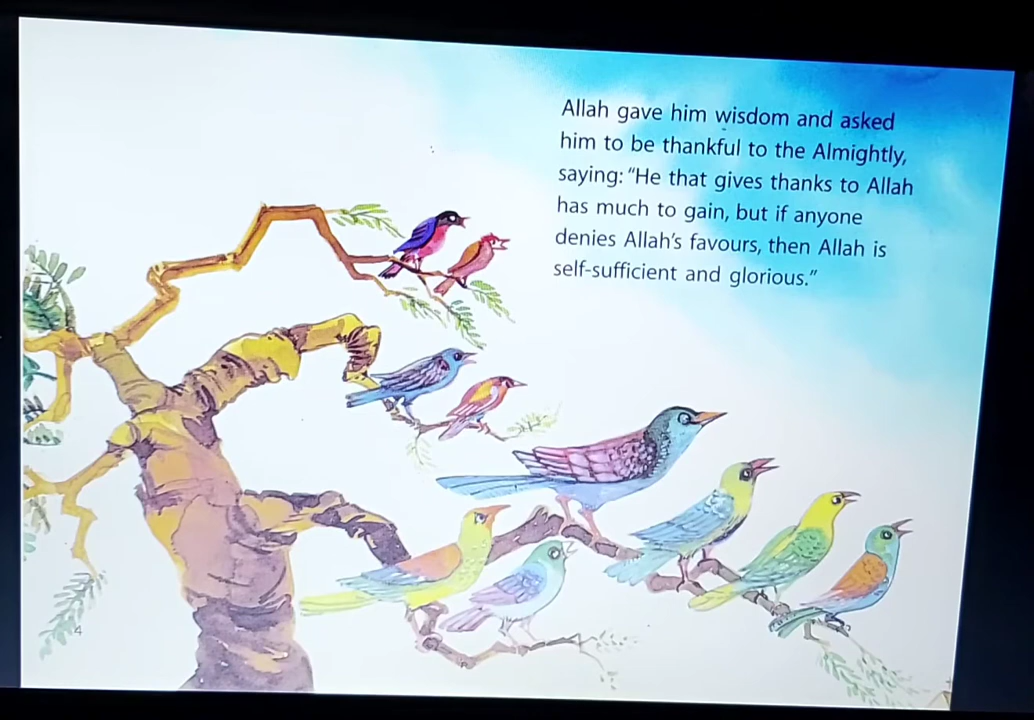 Allah gave him wisdom and asked
him to be thankful to the Almightly,
saying: “He that gives thanks to Allah
has much to gain, but if anyone
denies Allah’s favours, then Allah is
self-sufficient and glorious.”
4